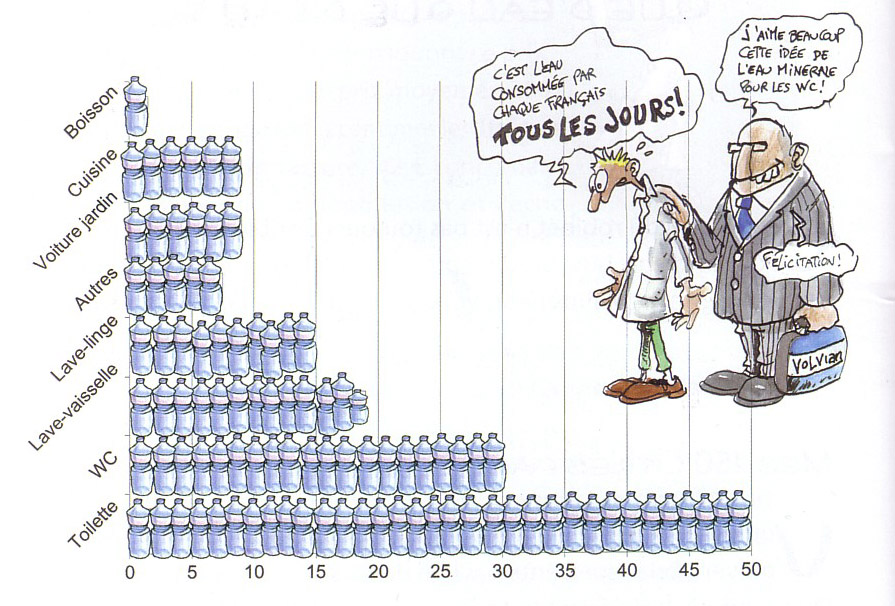 C'EST L'EAU
CONSOMMÉE PAR
CHAQUE FRANÇAIS
TOUS LES JOURS!
J'AIME BEAUCOUP
CETTE IDÉE DE
L'EAU MINERALE
POUR LES WC!
FÉLICITATION!
VOLVIAN
Boisson
Cuisine
Voiture jardin
Autres
Lave-linge
Lave-vaisselle
WC
Toilette
0 5 10 15 20 25 30 35 40 45 50